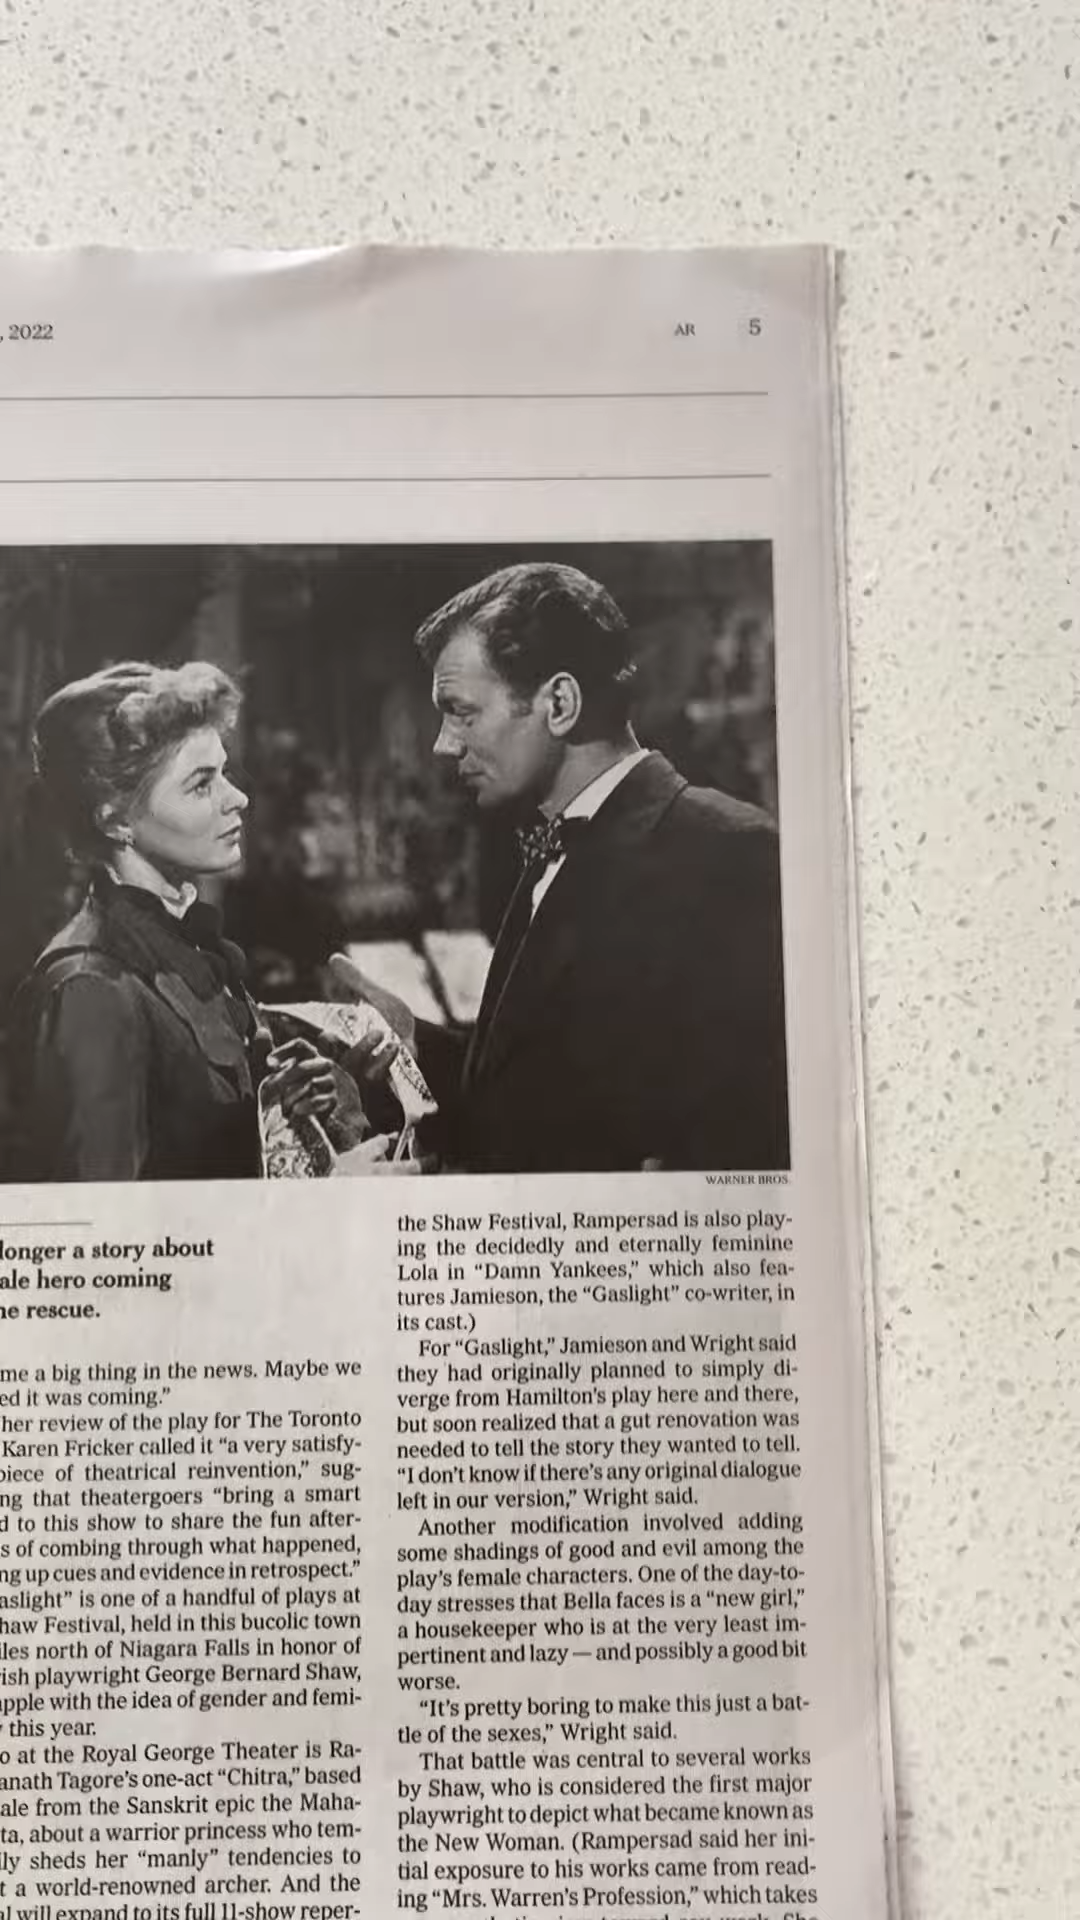 , 2022
AR 5
WARNER BROS.
longer a story about
ale hero coming
he rescue.
me a big thing in the news. Maybe we
ed it was coming.”
her review of the play for The Toronto
Karen Fricker called it “a very satisfy-
piece of theatrical reinvention,” sug-
ng that theatergoers “bring a smart
d to this show to share the fun after-
s of combing through what happened,
ng up cues and evidence in retrospect.”
aslight” is one of a handful of plays at
haw Festival, held in this bucolic town
iles north of Niagara Falls in honor of
rish playwright George Bernard Shaw,
apple with the idea of gender and femi-
this year.
o at the Royal George Theater is Ra-
anath Tagore’s one-act “Chitra,” based
ale from the Sanskrit epic the Maha-
ta, about a warrior princess who tem-
ily sheds her “manly” tendencies to
t a world-renowned archer. And the
al will expand to its full 11-show reper-
the Shaw Festival, Rampersad is also play-
ing the decidedly and eternally feminine
Lola in “Damn Yankees,” which also fea-
tures Jamieson, the “Gaslight” co-writer, in
its cast.)
For “Gaslight,” Jamieson and Wright said
they had originally planned to simply di-
verge from Hamilton’s play here and there,
but soon realized that a gut renovation was
needed to tell the story they wanted to tell.
“I don’t know if there’s any original dialogue
left in our version,” Wright said.
Another modification involved adding
some shadings of good and evil among the
play’s female characters. One of the day-to-
day stresses that Bella faces is a “new girl,”
a housekeeper who is at the very least im-
pertinent and lazy — and possibly a good bit
worse.
“It’s pretty boring to make this just a bat-
tle of the sexes,” Wright said.
That battle was central to several works
by Shaw, who is considered the first major
playwright to depict what became known as
the New Woman. (Rampersad said her ini-
tial exposure to his works came from read-
ing “Mrs. Warren’s Profession,” which takes